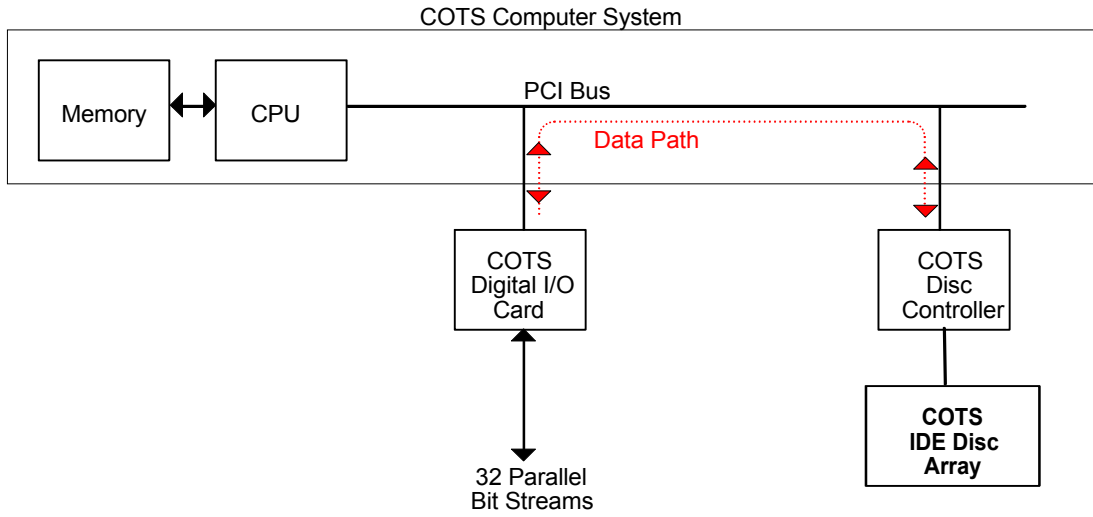 COTS Computer System
Memory
CPU
PCI Bus
Data Path
COTS
Digital I/O
Card
COTS
Disc
Controller
COTS
IDE Disc
Array
32 Parallel
Bit Streams